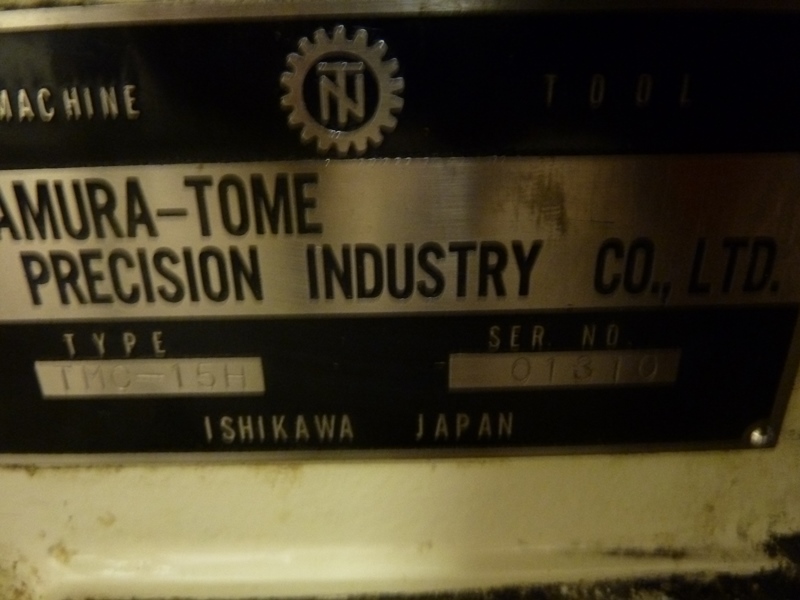 MACHINE TOOL
AMURA-TOME
PRECISION INDUSTRY CO., LTD.
TYPE SER. NO.
TMC-15H 01310
ISHIKAWA JAPAN